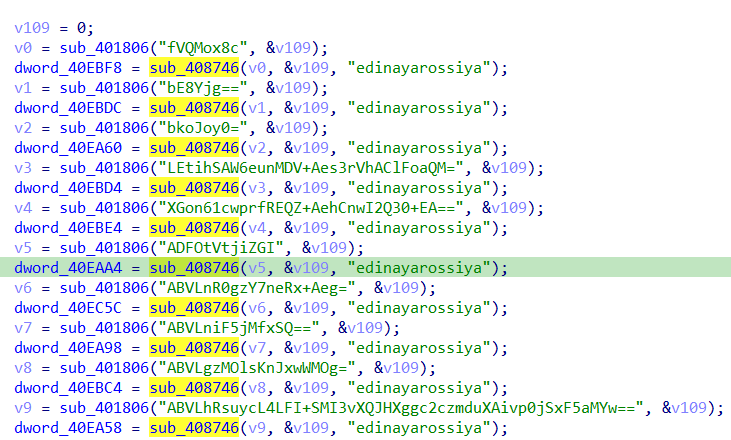 v109 = 0;
v0 = sub_401806("fVQMox8c", &v109);
dword_40EBF8 = sub_408746(v0, &v109, "edinayarossiya");
v1 = sub_401806("bE8Yjg==", &v109);
dword_40EBDC = sub_408746(v1, &v109, "edinayarossiya");
v2 = sub_401806("bkoJoy0=", &v109);
dword_40EA60 = sub_408746(v2, &v109, "edinayarossiya");
v3 = sub_401806("LEtihSAW6eunMDV+Aes3rVhAClFoaQM=", &v109);
dword_40EBD4 = sub_408746(v3, &v109, "edinayarossiya");
v4 = sub_401806("XGon61cwprfREQZ+AehCnwI2Q30+EA==", &v109);
dword_40EBE4 = sub_408746(v4, &v109, "edinayarossiya");
v5 = sub_401806("ADFOtVtjiZGI", &v109);
dword_40EAA4 = sub_408746(v5, &v109, "edinayarossiya");
v6 = sub_401806("ABVLnR0gzY7neRx+Aeg=", &v109);
dword_40EC5C = sub_408746(v6, &v109, "edinayarossiya");
v7 = sub_401806("ABVLniF5jMfxSQ==", &v109);
dword_40EA98 = sub_408746(v7, &v109, "edinayarossiya");
v8 = sub_401806("ABVLgzMOlsKnJxwWMOg=", &v109);
dword_40EBC4 = sub_408746(v8, &v109, "edinayarossiya");
v9 = sub_401806("ABVLhRsuycL4LFI+SMI3vXQJHXggc2czmduXAivp0jSxF5aMYw==", &v109);
dword_40EA58 = sub_408746(v9, &v109, "edinayarossiya");